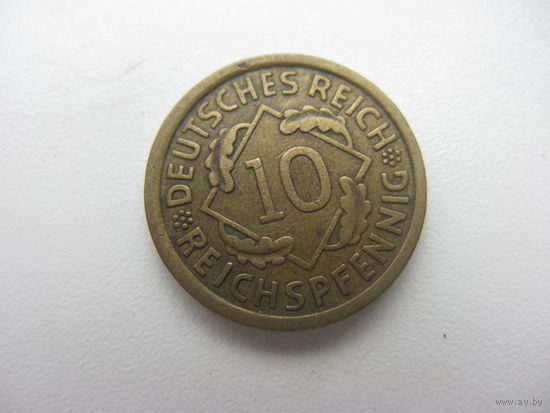 DEUTSCHES REICH
REICHSPFENNIG
10
www.ay.by